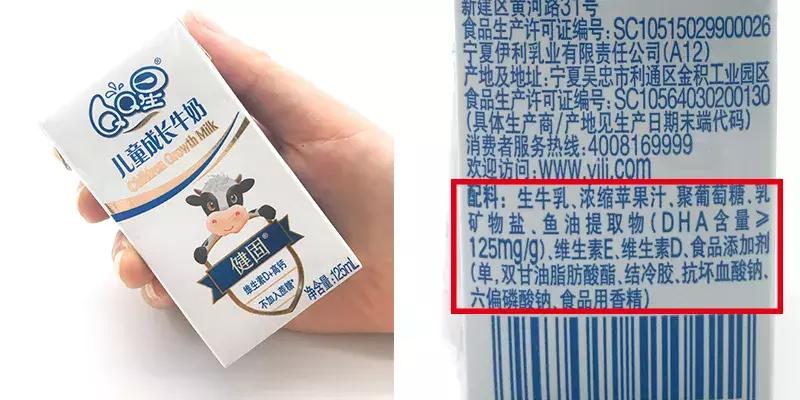 QQ星
儿童成长牛奶
Children Growth Milk
健固®
维生素D+高钙
不加入蔗糖*
净含量:125mL
新建区黄河路31号
食品生产许可证编号: SC10515029900026
宁夏伊利乳业有限责任公司(A12)
产地及地址:宁夏吴忠市利通区金积工业园区
食品生产许可证编号: SC10564030200130
(具体生产商/产地见生产日期末端代码)
消费者服务热线:4008169999
欢迎访问:www.yili.com
配料: 生牛乳、浓缩苹果汁、聚葡萄糖、乳
矿物盐、鱼油提取物(DHA含量≥
125mg/g)、维生素E、维生素D、食品添加剂
(单,双甘油脂肪酸酯、结冷胶、抗坏血酸钠、
六偏磷酸钠、食品用香精)